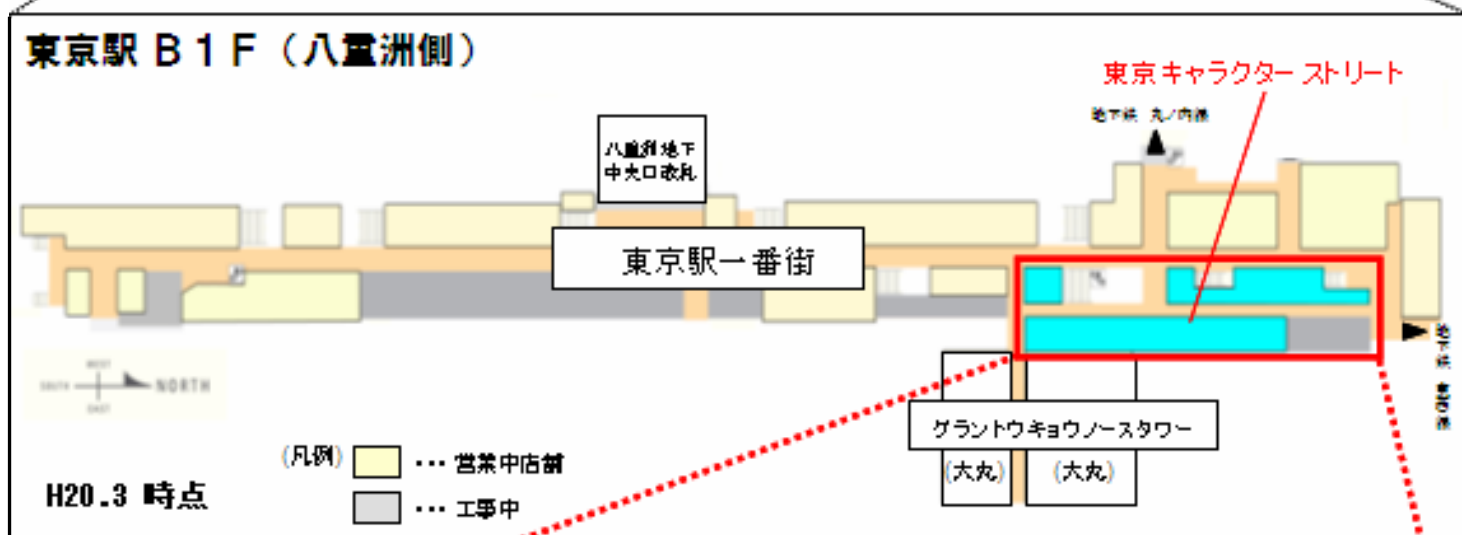 東京駅 B1F(八重洲側)
東京キャラクターストリート
地下鉄 丸ノ内線
八重洲地下
中央口改札
東京駅一番街
WEST
SOUTH
NORTH
EAST
グラントウキョウノースタワー
(大丸)
(大丸)
(凡例)
・・・営業中店舗
・・・工事中
H20.3 時点